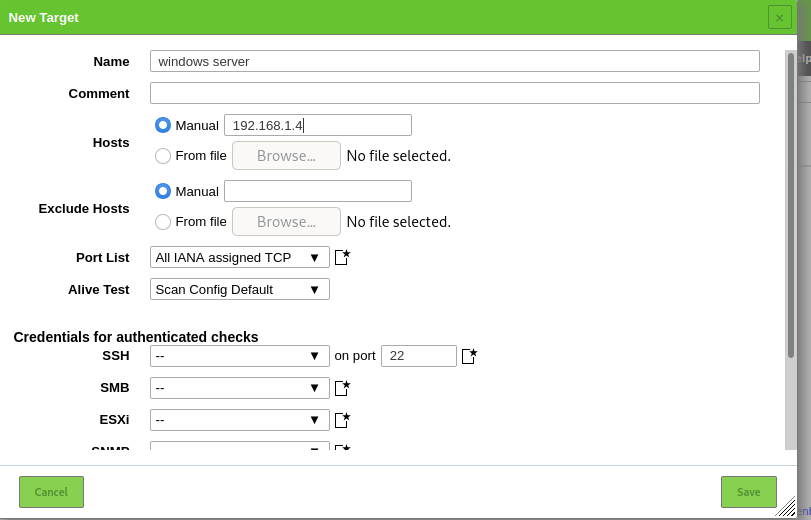 New Target ×
elp
Name windows server
Comment
Hosts Manual 192.168.1.4
From file Browse... No file selected.
Exclude Hosts Manual
From file Browse... No file selected.
Port List All IANA assigned TCP ▼
Alive Test Scan Config Default ▼
Credentials for authenticated checks
SSH -- ▼ on port 22
SMB -- ▼
ESXi -- ▼
SNMP
Cancel Save